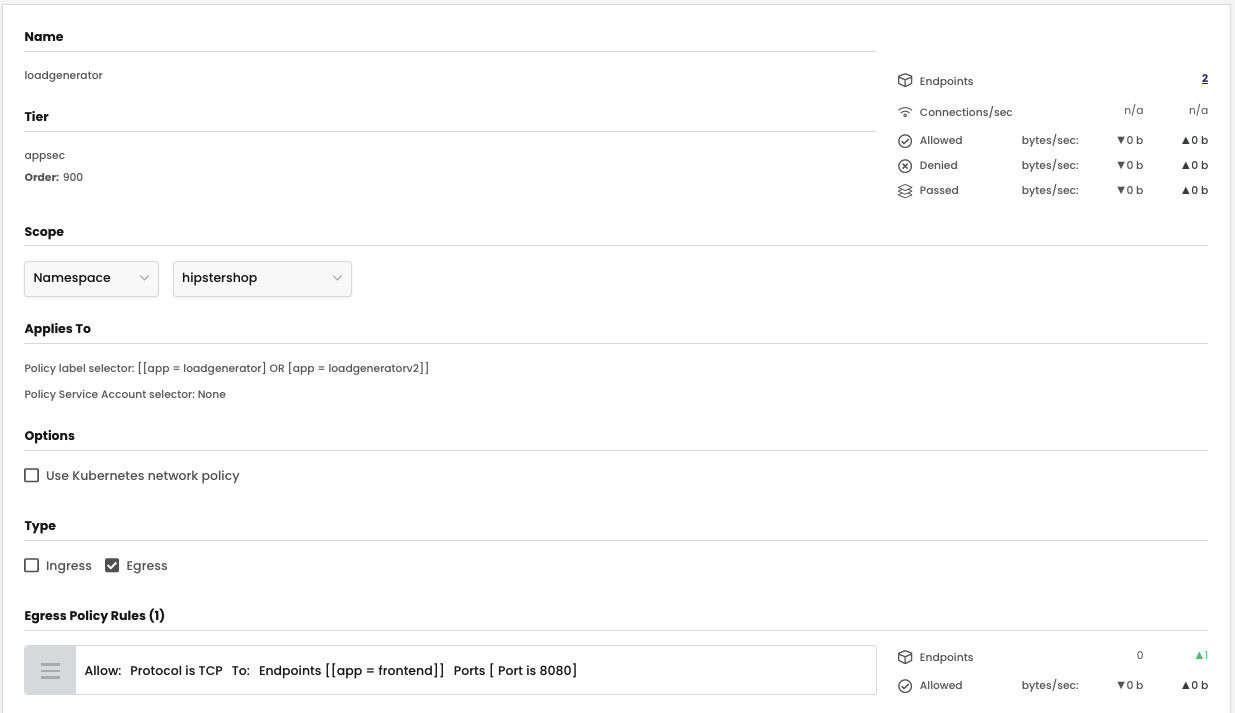 Name
loadgenerator
Endpoints 2
Connections/sec n/a n/a
Tier
Allowed bytes/sec: ▼0 b ▲0 b
appsec
Denied bytes/sec: ▼0 b ▲0 b
Order: 900
Passed bytes/sec: ▼0 b ▲0 b
Scope
Namespace hipstershop
Applies To
Policy label selector: [[app = loadgenerator] OR [app = loadgeneratorv2]]
Policy Service Account selector: None
Options
Use Kubernetes network policy
Type
Ingress Egress
Egress Policy Rules (1)
Allow: Protocol is TCP To: Endpoints [[app = frontend]] Ports [ Port is 8080]
Endpoints 0 ▲1
Allowed bytes/sec: ▼0 b ▲0 b